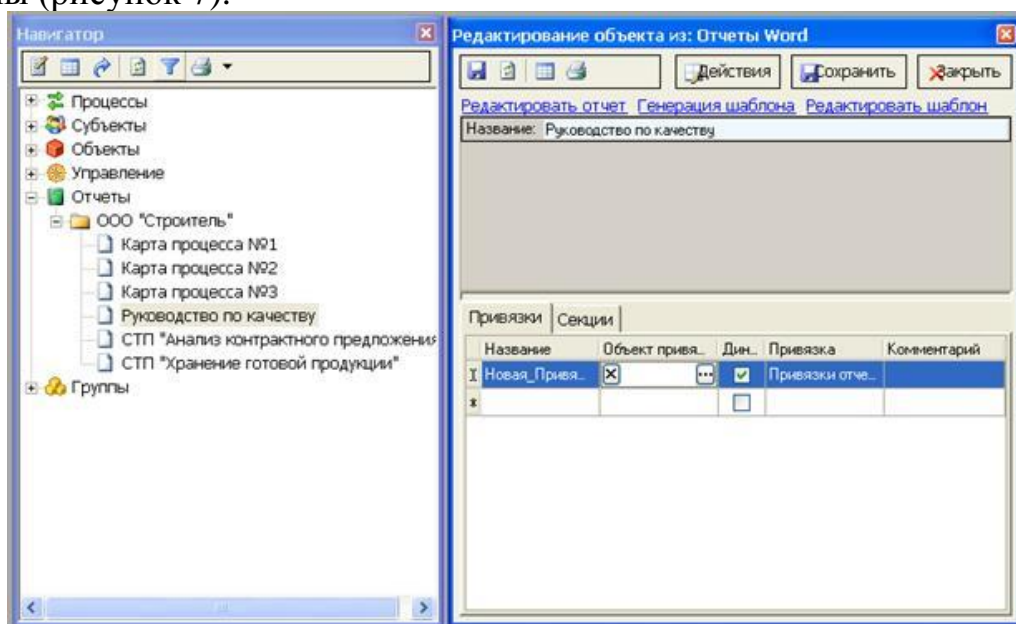 ны (рисунок 7).
Навигатор
Процессы
Субъекты
Объекты
Управление
Отчеты
ООО "Строитель"
Карта процесса №1
Карта процесса №2
Карта процесса №3
Руководство по качеству
СТП "Анализ контрактного предложения
СТП "Хранение готовой продукции"
Группы
Редактирование объекта из: Отчеты Word
Действия Сохранить Закрыть
Редактировать отчет Генерация шаблона Редактировать шаблон
Название: Руководство по качеству
Привязки Секции
Название Объект привя... Дин... Привязка Комментарий
Новая_Привя... Привязки отче...